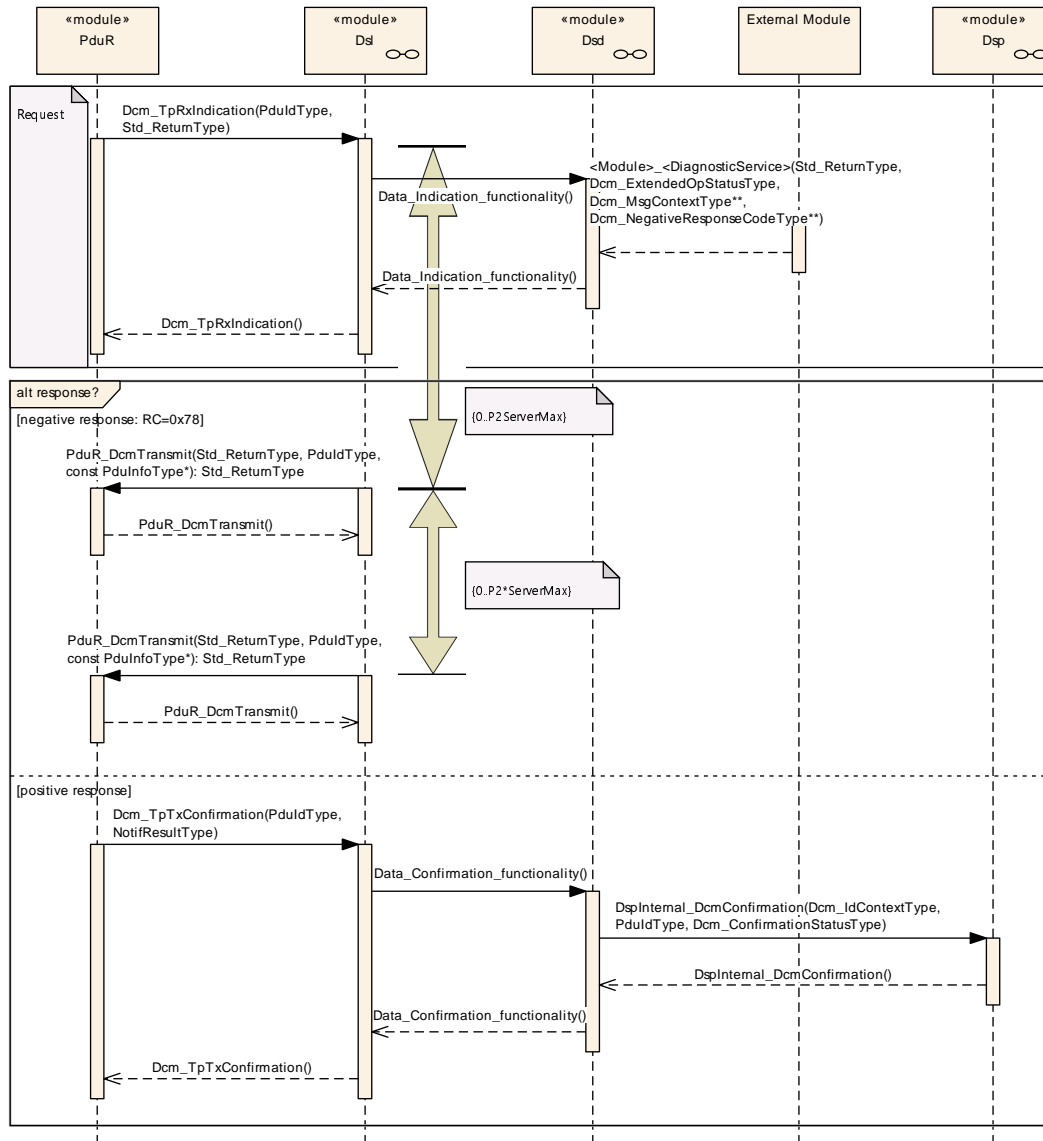 «module»
PduR
«module»
Dsl
«module»
Dsd
External Module
«module»
Dsp
Request
Dcm_TpRxIndication(PduIdType,
Std_ReturnType)
<Module>_<DiagnosticService>(Std_ReturnType,
Dcm_ExtendedOpStatusType,
Dcm_MsgContextType**,
Dcm_NegativeResponseCodeType**)
Data_Indication_functionality()
Data_Indication_functionality()
Dcm_TpRxIndication()
alt response?
[negative response: RC=0x78]
{0..P2ServerMax}
PduR_DcmTransmit(Std_ReturnType, PduIdType,
const PduInfoType*): Std_ReturnType
PduR_DcmTransmit()
{0..P2*ServerMax}
PduR_DcmTransmit(Std_ReturnType, PduIdType,
const PduInfoType*): Std_ReturnType
PduR_DcmTransmit()
[positive response]
Dcm_TpTxConfirmation(PduIdType,
NotifResultType)
Data_Confirmation_functionality()
DspInternal_DcmConfirmation(Dcm_IdContextType,
PduIdType, Dcm_ConfirmationStatusType)
DspInternal_DcmConfirmation()
Data_Confirmation_functionality()
Dcm_TpTxConfirmation()